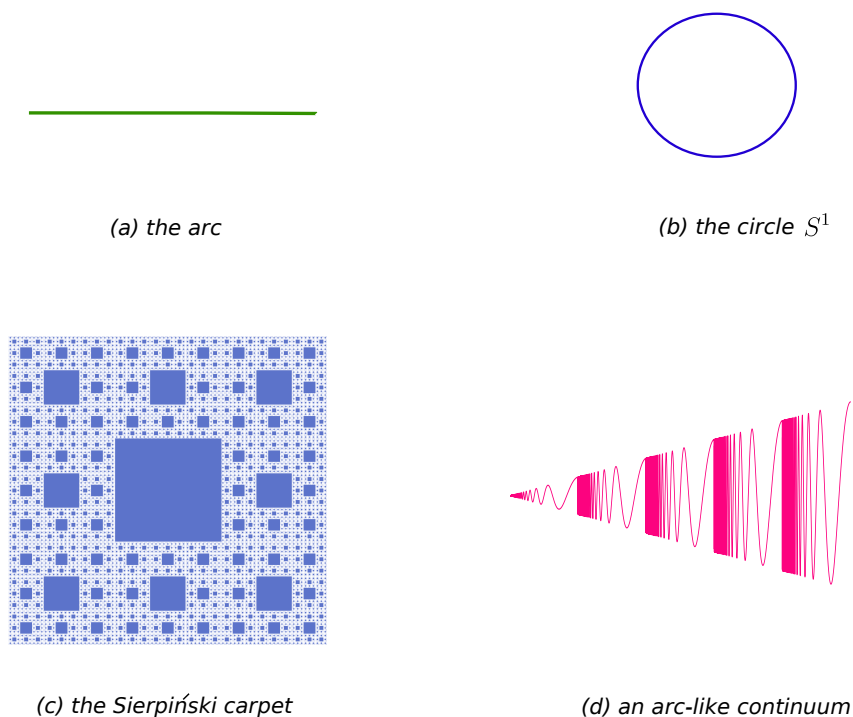 (a) the arc
(b) the circle S¹
(c) the Sierpiński carpet
(d) an arc-like continuum